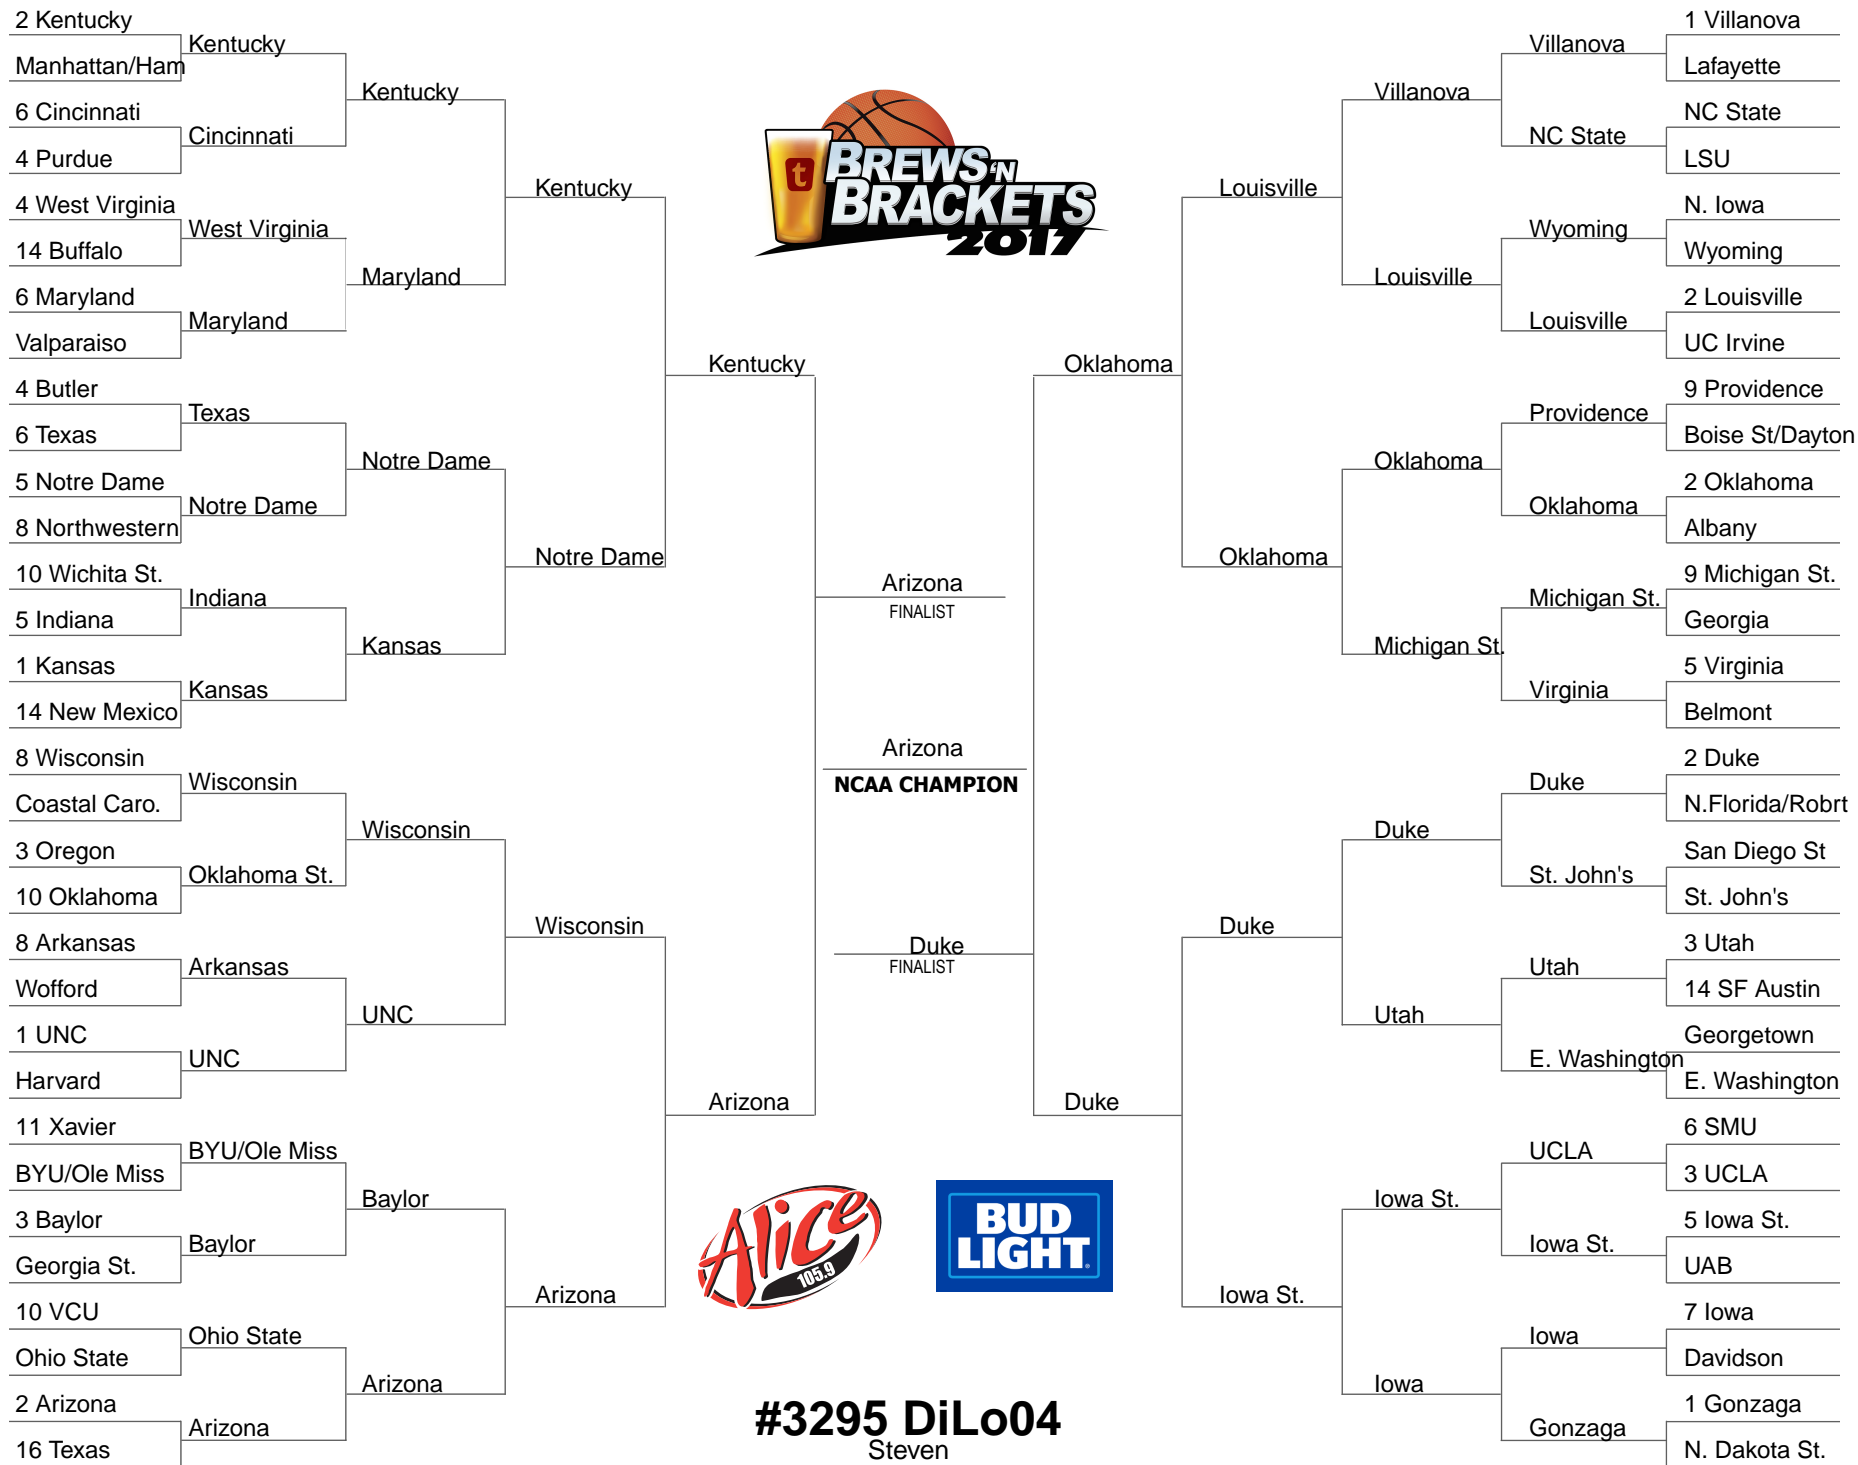 2 Kentucky
Manhattan/Ham
6 Cincinnati
4 Purdue
4 West Virginia
14 Buffalo
6 Maryland
Valparaiso
4 Butler
6 Texas
5 Notre Dame
8 Northwestern
10 Wichita St.
5 Indiana
1 Kansas
14 New Mexico
8 Wisconsin
Coastal Caro.
3 Oregon
10 Oklahoma
8 Arkansas
Wofford
1 UNC
Harvard
11 Xavier
BYU/Ole Miss
3 Baylor
Georgia St.
10 VCU
Ohio State
2 Arizona
16 Texas
Kentucky
Cincinnati
West Virginia
Maryland
Texas
Notre Dame
Indiana
Kansas
Wisconsin
Oklahoma St.
Arkansas
UNC
BYU/Ole Miss
Baylor
Ohio State
Arizona
Kentucky
Maryland
Notre Dame
Kansas
Wisconsin
UNC
Baylor
Arizona
Kentucky
Notre Dame
Wisconsin
Arizona
Kentucky
Arizona
t
BREWS 'N
BRACKETS
2017
Arizona
FINALIST
Arizona
NCAA CHAMPION
Duke
FINALIST
Alice
105.9
BUD
LIGHT
#3295 DiLo04
Steven
Oklahoma
Duke
Louisville
Oklahoma
Duke
Iowa St.
Villanova
Louisville
Oklahoma
Michigan St.
Duke
Utah
Iowa St.
Iowa
Villanova
NC State
Wyoming
Louisville
Providence
Oklahoma
Michigan St.
Virginia
Duke
St. John's
Utah
E. Washington
UCLA
Iowa St.
Iowa
Gonzaga
1 Villanova
Lafayette
NC State
LSU
N. Iowa
Wyoming
2 Louisville
UC Irvine
9 Providence
Boise St/Dayton
2 Oklahoma
Albany
9 Michigan St.
Georgia
5 Virginia
Belmont
2 Duke
N.Florida/Robrt
San Diego St
St. John's
3 Utah
14 SF Austin
Georgetown
E. Washington
6 SMU
3 UCLA
5 Iowa St.
UAB
7 Iowa
Davidson
1 Gonzaga
N. Dakota St.